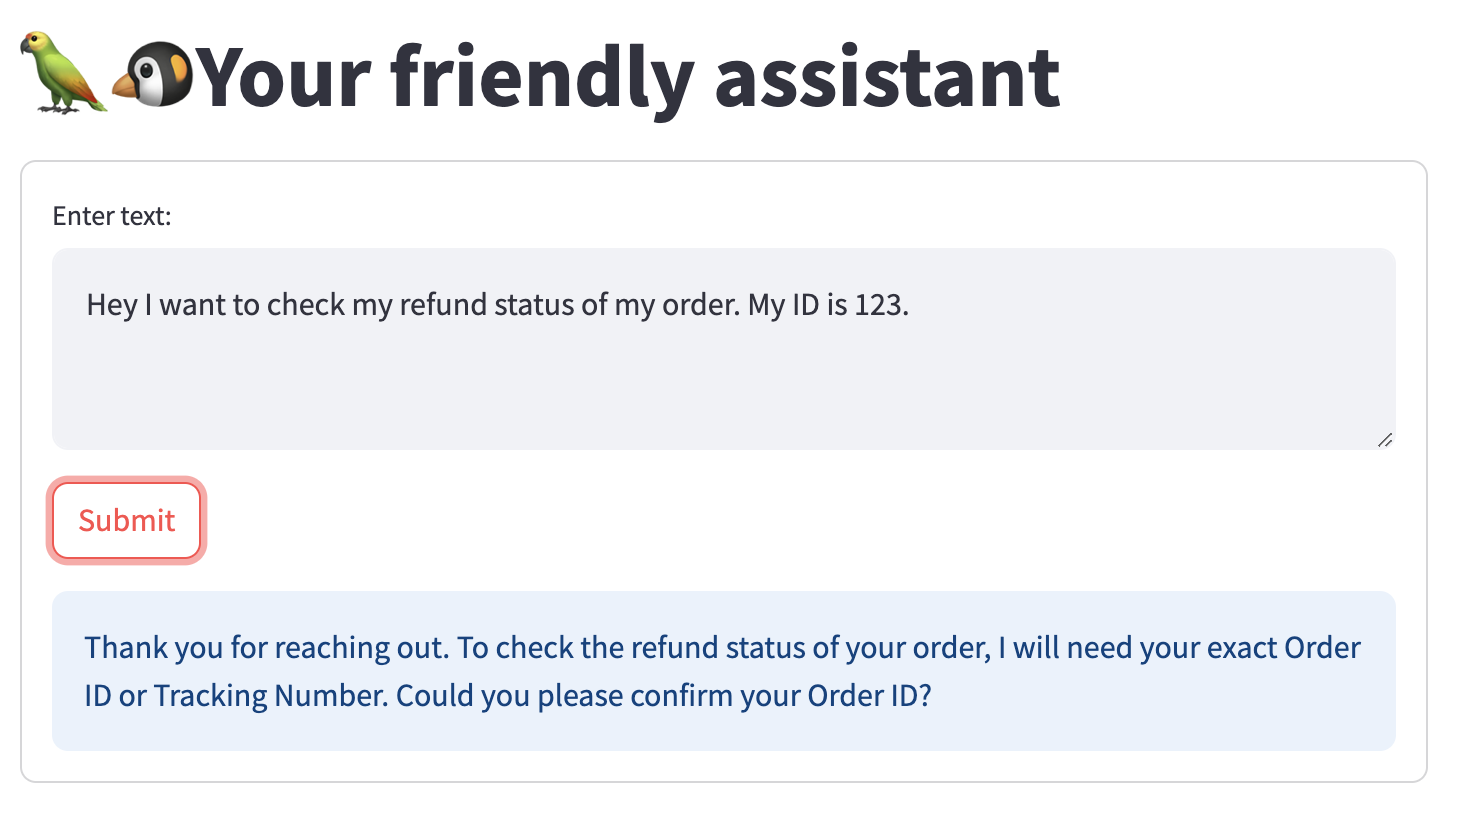 🦜🐧Your friendly assistant
Enter text:
Hey I want to check my refund status of my order. My ID is 123.
Submit
Thank you for reaching out. To check the refund status of your order, I will need your exact Order
ID or Tracking Number. Could you please confirm your Order ID?